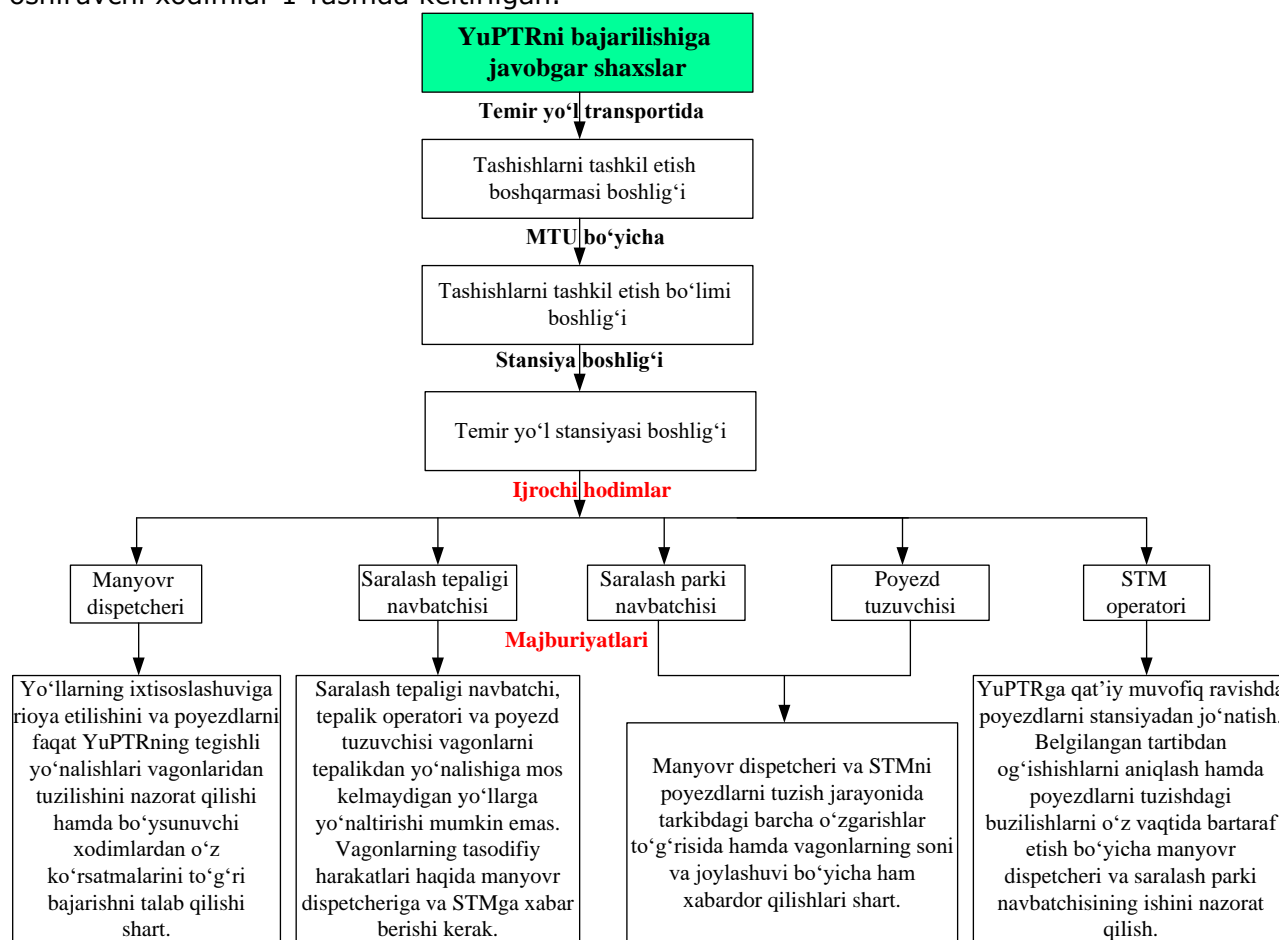 oshiruvchi xodimlar 1-rasmda keltirilgan.
YuPTRni bajarilishiga
javobgar shaxslar
Temir yo‘l transportida
Tashishlarni tashkil etish
boshqarmasi boshlig‘i
MTU bo‘yicha
Tashishlarni tashkil etish bo‘limi
boshlig‘i
Stansiya boshlig‘i
Temir yo‘l stansiyasi boshlig‘i
Ijrochi hodimlar
Manyovr
dispetcheri
Saralash tepaligi
navbatchisi
Saralash parki
navbatchisi
Poyezd
tuzuvchisi
STM
operatori
Majburiyatlari
Yo‘llarning ixtisoslashuviga
rioya etilishini va poyezdlarni
faqat YuPTRning tegishli
yo‘nalishlari vagonlaridan
tuzilishini nazorat qilishi
hamda bo‘ysunuvchi
xodimlardan o‘z
ko‘rsatmalarini to‘g‘ri
bajarishni talab qilishi
shart.
Saralash tepaligi navbatchi,
tepalik operatori va poyezd
tuzuvchisi vagonlarni
tepalikdan yo‘nalishiga mos
kelmaydigan yo‘llarga
yo‘naltirishi mumkin emas.
Vagonlarning tasodifiy
harakatlari haqida manyovr
dispetcheriga va STMga xabar
berishi kerak.
Manyovr dispetcheri va STMni
poyezdlarni tuzish jarayonida
tarkibdagi barcha o‘zgarishlar
to‘g‘risida hamda vagonlarning soni
va joylashuvi bo‘yicha ham
xabardor qilishlari shart.
YuPTRga qat’iy muvofiq ravishda
poyezdlarni stansiyadan jo‘natish.
Belgilangan tartibdan
og‘ishishlarni aniqlash hamda
poyezdlarni tuzishdagi
buzilishlarni o‘z vaqtida bartaraf
etish bo‘yicha manyovr
dispetcheri va saralash parki
navbatchisining ishini nazorat
qilish.